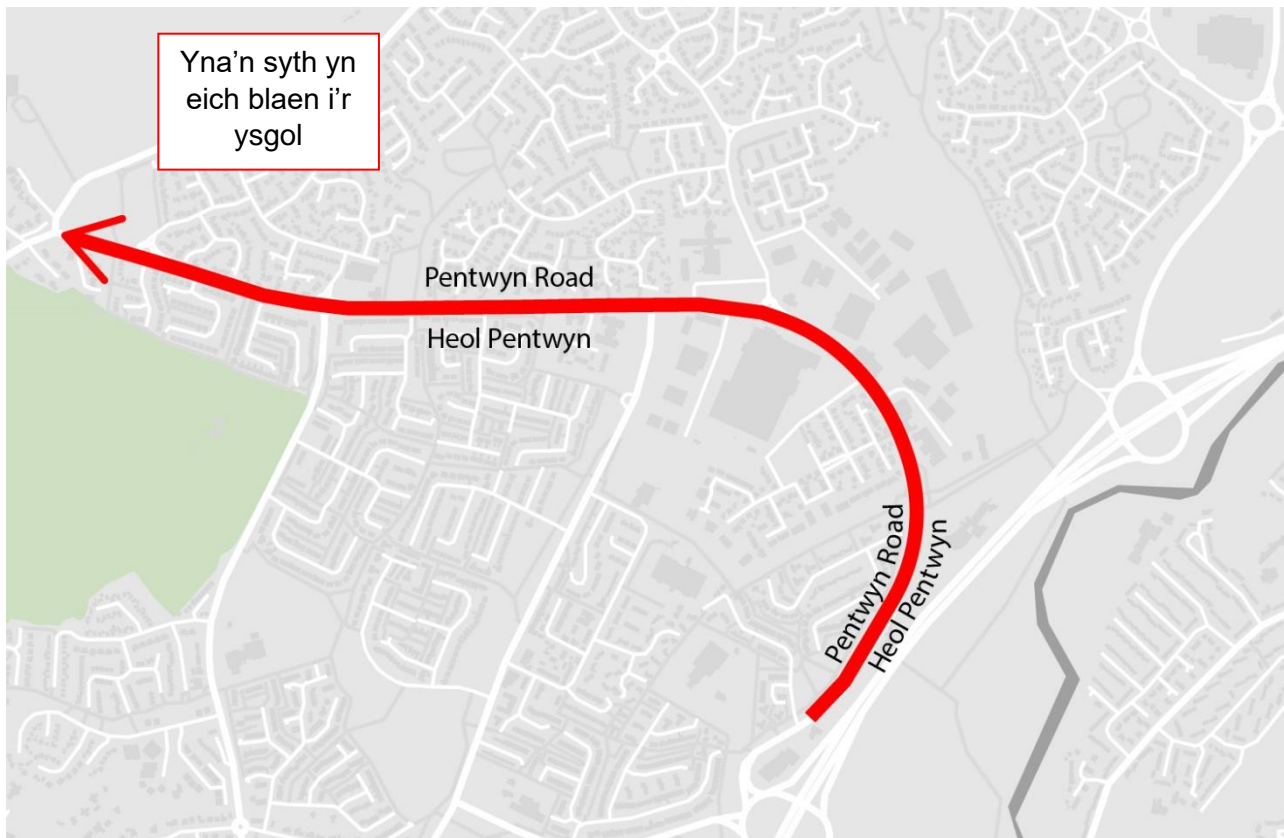 Yna’n syth yn
eich blaen i’r
ysgol
Pentwyn Road
Heol Pentwyn
Pentwyn Road
Heol Pentwyn